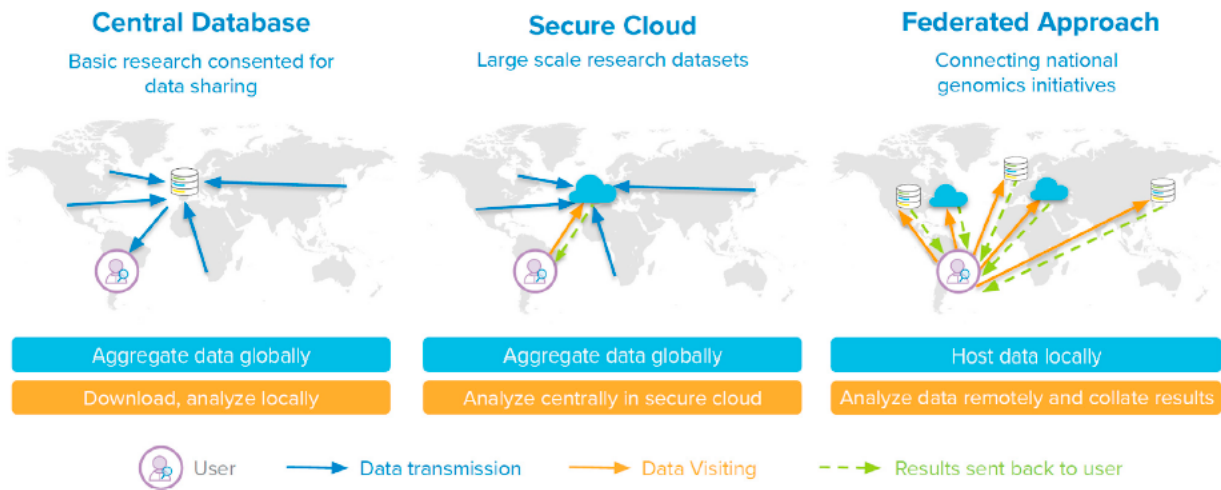 Central Database
Basic research consented for
data sharing
Aggregate data globally
Download, analyze locally
Secure Cloud
Large scale research datasets
Aggregate data globally
Analyze centrally in secure cloud
Federated Approach
Connecting national
genomics initiatives
Host data locally
Analyze data remotely and collate results
User
Data transmission
Data Visiting
Results sent back to user